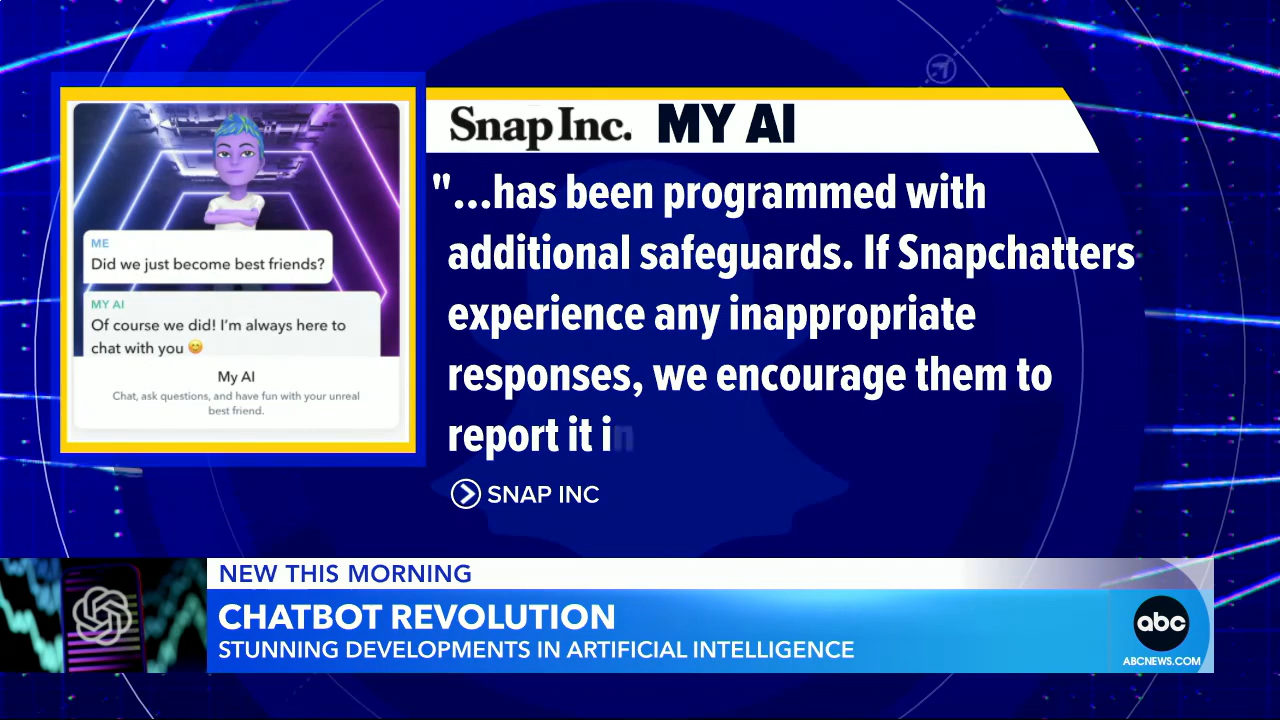 Snap Inc. MY AI
"...has been programmed with
additional safeguards. If Snapchatters
experience any inappropriate
responses, we encourage them to
report it in
SNAP INC
ME
Did we just become best friends?
MY AI
Of course we did! I'm always here to
chat with you 😊
My AI
Chat, ask questions, and have fun with your unreal
best friend.
NEW THIS MORNING
CHATBOT REVOLUTION
STUNNING DEVELOPMENTS IN ARTIFICIAL INTELLIGENCE
abc
ABCNEWS.COM